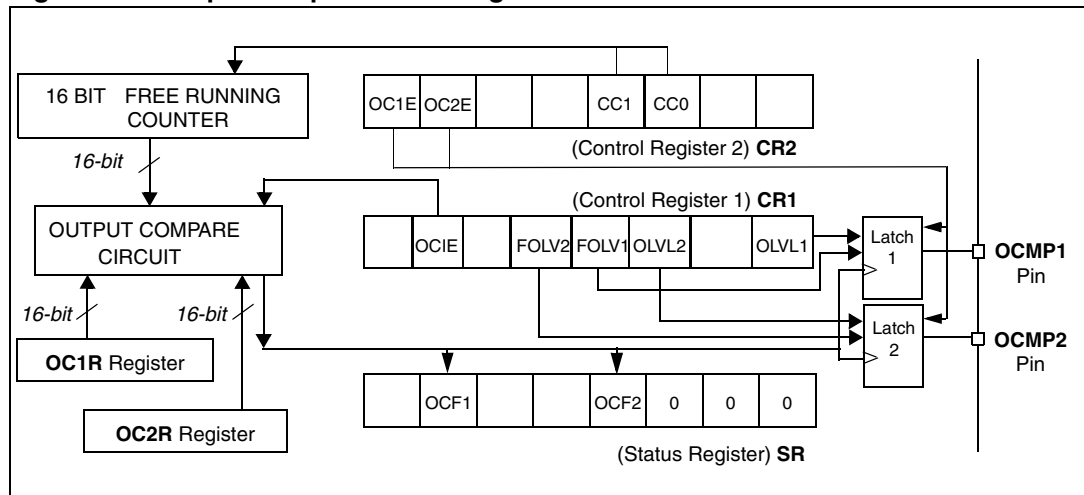 16 BIT FREE RUNNING
COUNTER
OC1E OC2E CC1 CC0
(Control Register 2) CR2
16-bit
(Control Register 1) CR1
OUTPUT COMPARE
CIRCUIT
OCIE FOLV2 FOLV1 OLVL2 OLVL1
Latch
1
OCMP1
Pin
16-bit 16-bit
Latch
2
OCMP2
Pin
OC1R Register
OCF1 OCF2 0 0 0
OC2R Register
(Status Register) SR